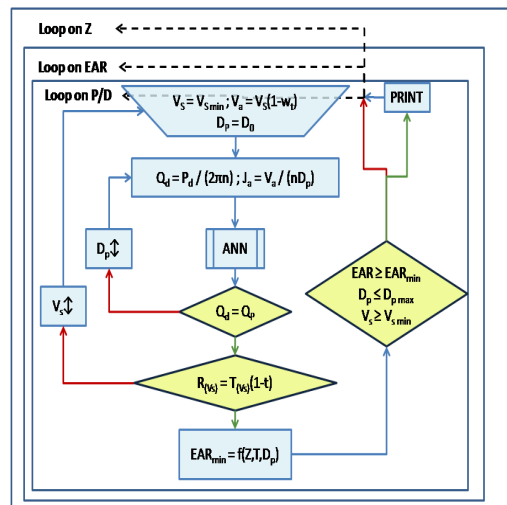 Loop on Z
Loop on EAR
Loop on P/D
V_S = V_S min ; V_a = V_S(1-w_t)
D_P = D_0
PRINT
Q_d = P_d / (2πn) ; J_a = V_a / (nD_p)
D_p↕
ANN
EAR ≥ EAR_min
D_p ≤ D_p max
V_s ≥ V_s min
V_s↕
Q_d = Q_P
R_(Vs) = T_(Vs)(1-t)
EAR_min = f(Z,T,D_p)